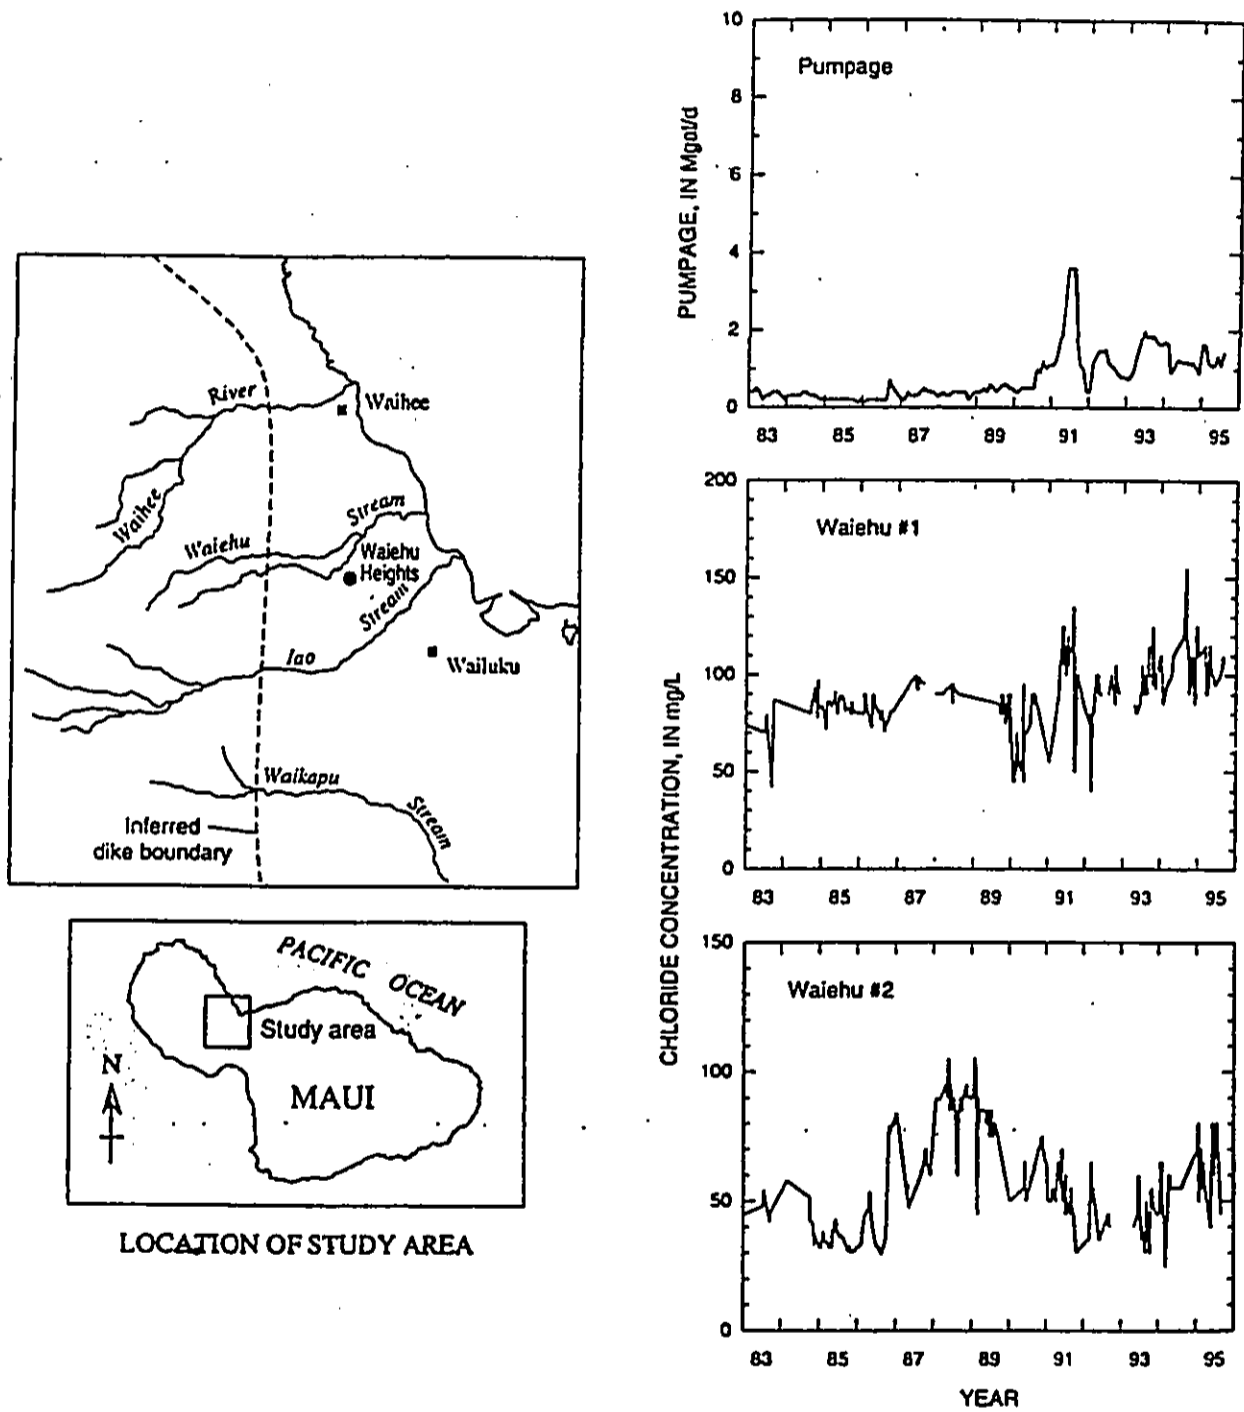 River
Waihee
Waihee
Stream
Waiehu
Waiehu
Heights
Stream
Iao
Wailuku
Waikapu
Stream
Inferred
dike boundary
PACIFIC OCEAN
Study area
N
MAUI
LOCATION OF STUDY AREA
Pumpage
PUMPAGE, IN Mgal/d
10
8
6
4
2
0
83 85 87 89 91 93 95
Waiehu #1
CHLORIDE CONCENTRATION, IN mg/L
200
150
100
50
0
83 85 87 89 91 93 95
Waiehu #2
150
100
50
0
83 85 87 89 91 93 95
YEAR